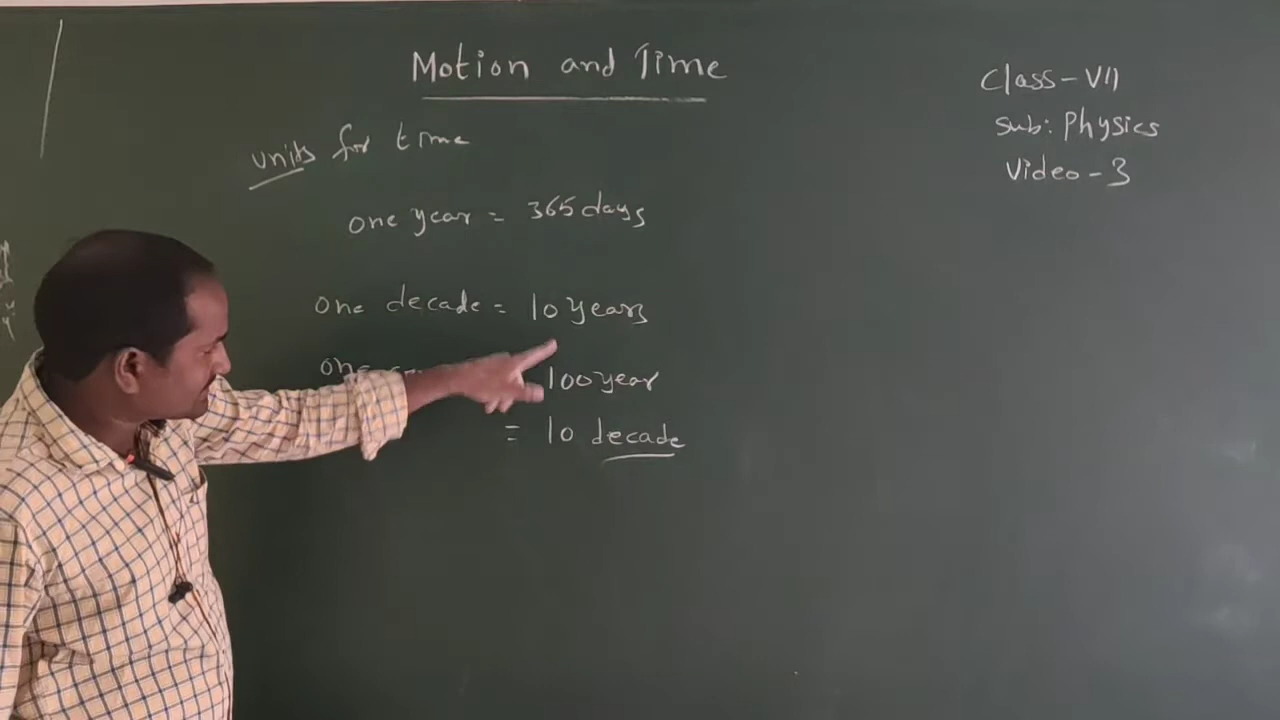 Motion and Time
Class-VII
Sub: Physics
Video-3
units for time
one year = 365 days
one decade = 10 years
one 100 year
= 10 decade